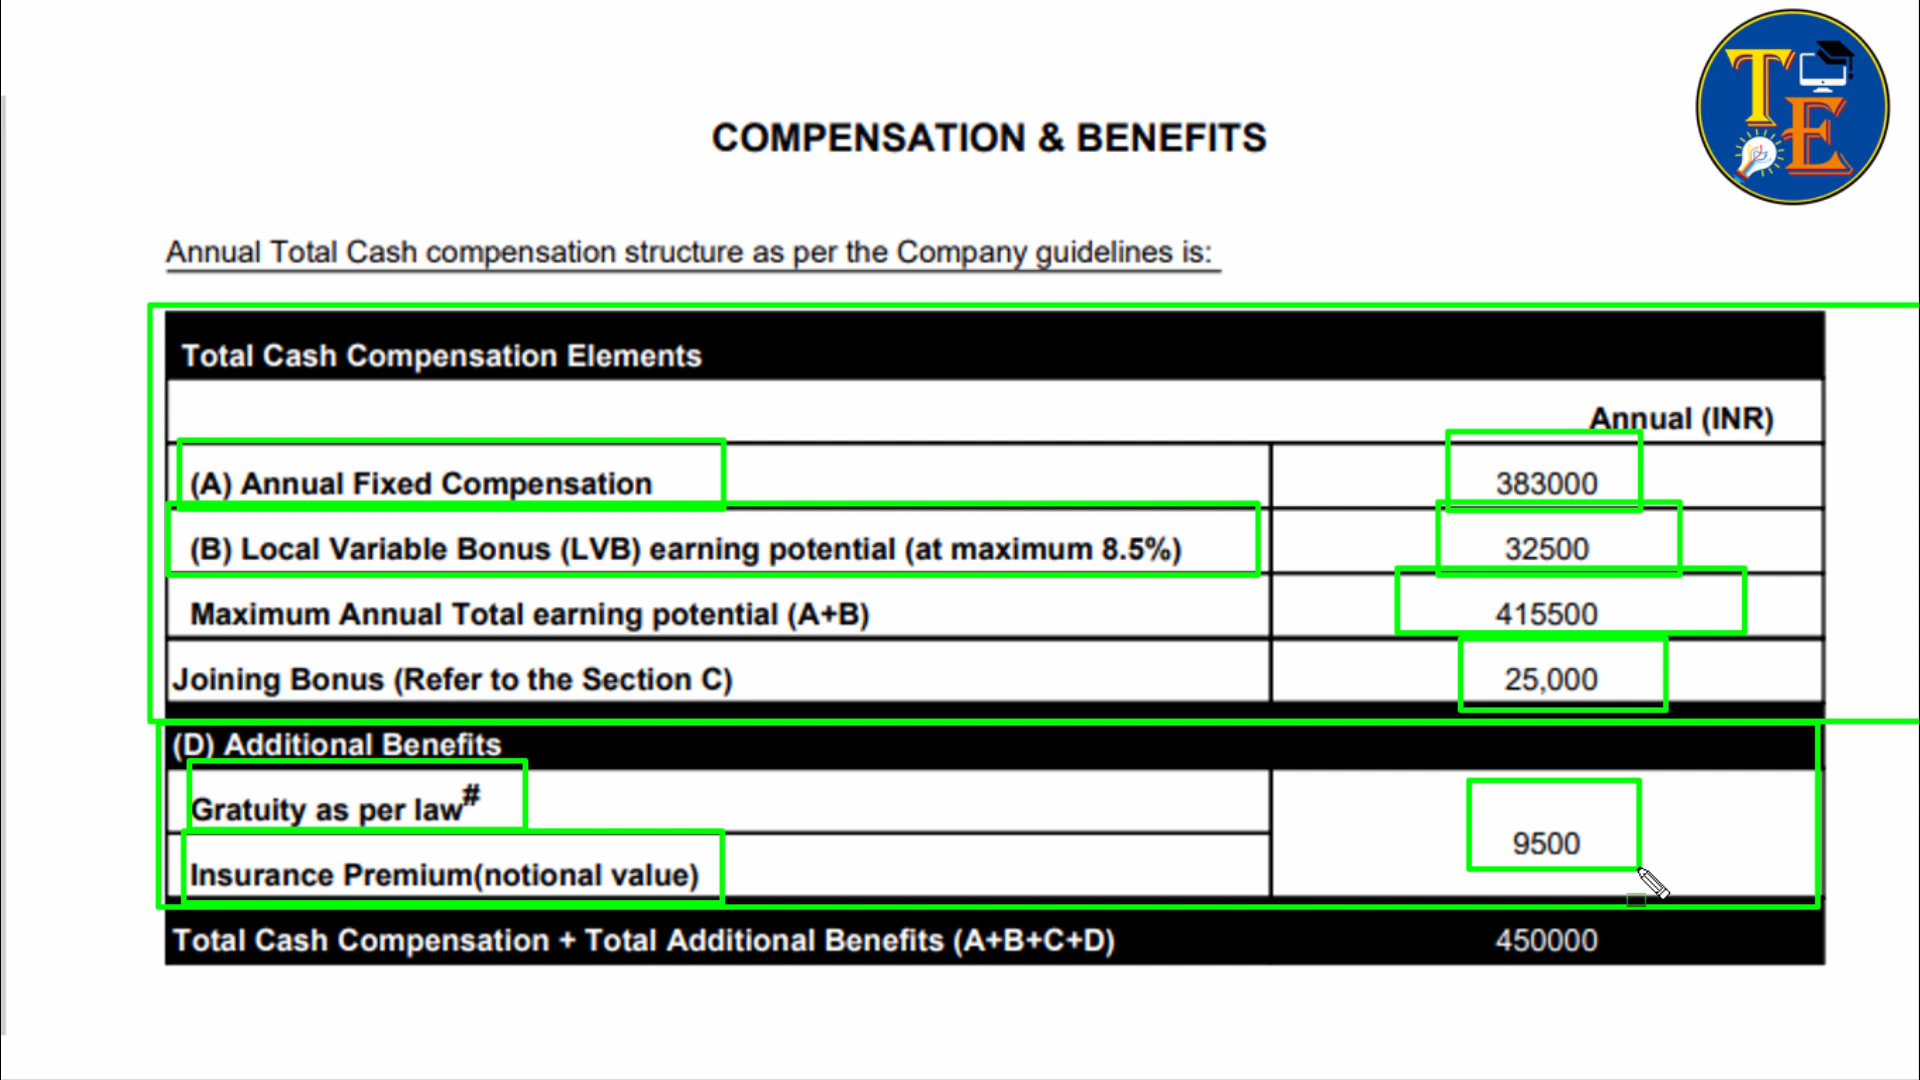 TE
COMPENSATION & BENEFITS
Annual Total Cash compensation structure as per the Company guidelines is:
Total Cash Compensation Elements
Annual (INR)
(A) Annual Fixed Compensation 383000
(B) Local Variable Bonus (LVB) earning potential (at maximum 8.5%) 32500
Maximum Annual Total earning potential (A+B) 415500
Joining Bonus (Refer to the Section C) 25,000
(D) Additional Benefits
Gratuity as per law#
9500
Insurance Premium(notional value)
Total Cash Compensation + Total Additional Benefits (A+B+C+D) 450000